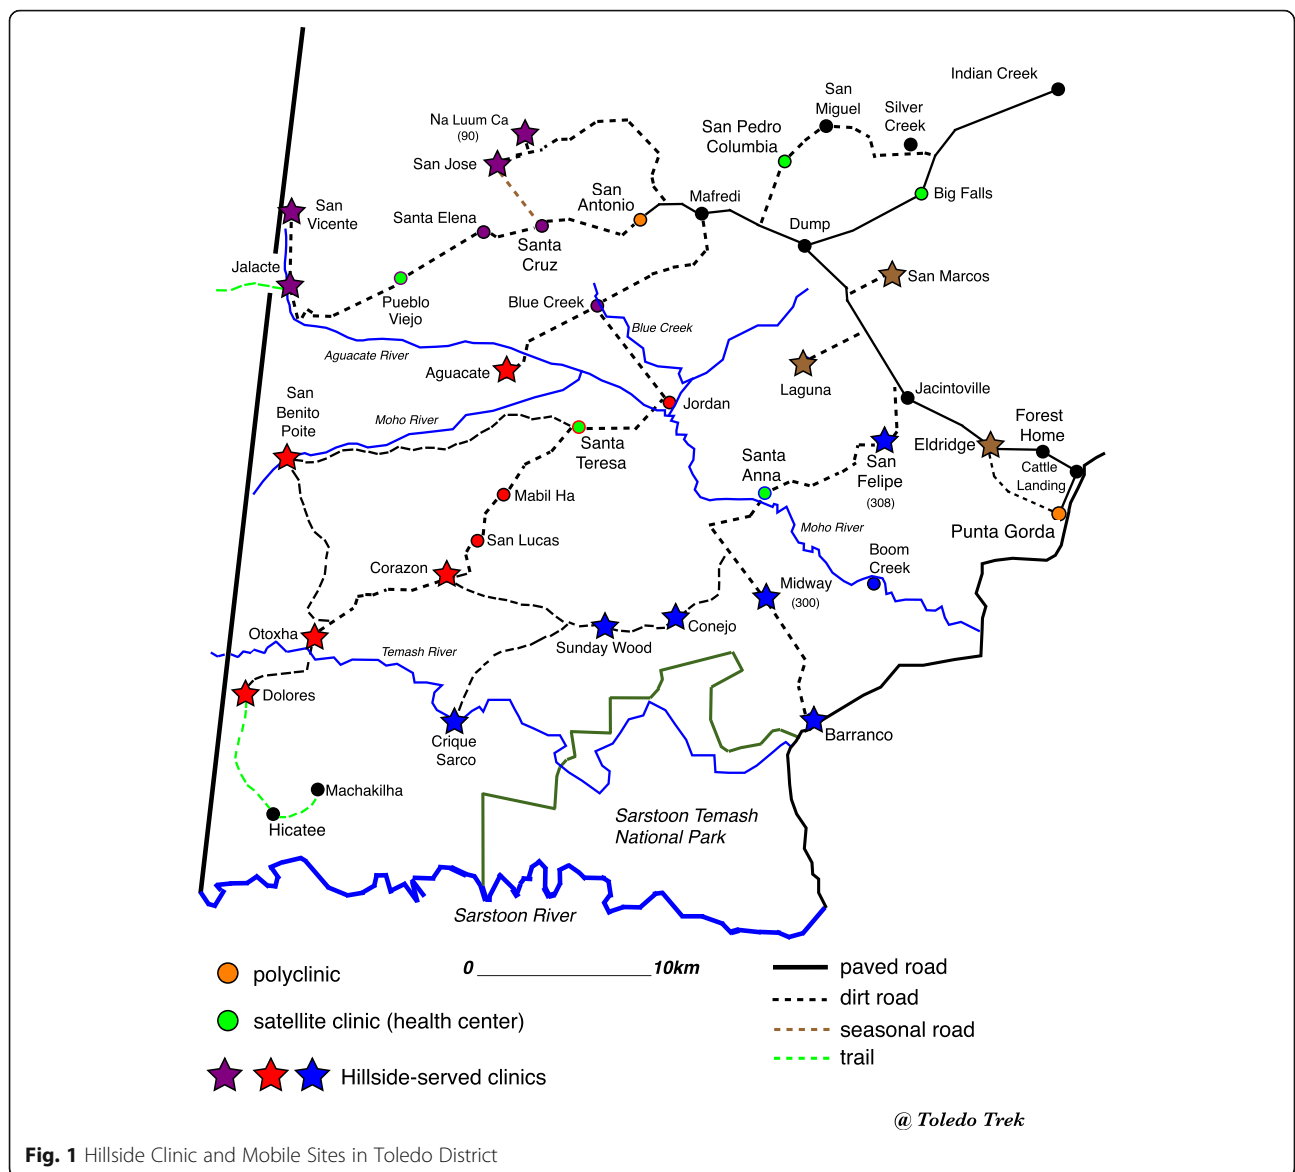 Indian Creek
San
Miguel
Silver
Creek
Na Luum Ca
(90)
San Pedro
Columbia
San Jose
San
Antonio
Mafredi
Big Falls
San
Vicente
Santa Elena
Dump
Santa
Cruz
Jalacte
San Marcos
Pueblo
Viejo
Blue Creek
Blue Creek
Aguacate River
Aguacate
Laguna
Jacintoville
San
Benito
Poite
Jordan
Moho River
Forest
Home
Eldridge
Santa
Teresa
Santa
Anna
San
Felipe
(308)
Cattle
Landing
Mabil Ha
Punta Gorda
Moho River
San Lucas
Boom
Creek
Corazon
Midway
(300)
Otoxha
Conejo
Sunday Wood
Temash River
Dolores
Crique
Sarco
Barranco
Machakilha
Hicatee
Sarstoon Temash
National Park
Sarstoon River
0 10km
polyclinic
satellite clinic (health center)
Hillside-served clinics
paved road
dirt road
seasonal road
trail
@ Toledo Trek
Fig. 1 Hillside Clinic and Mobile Sites in Toledo District